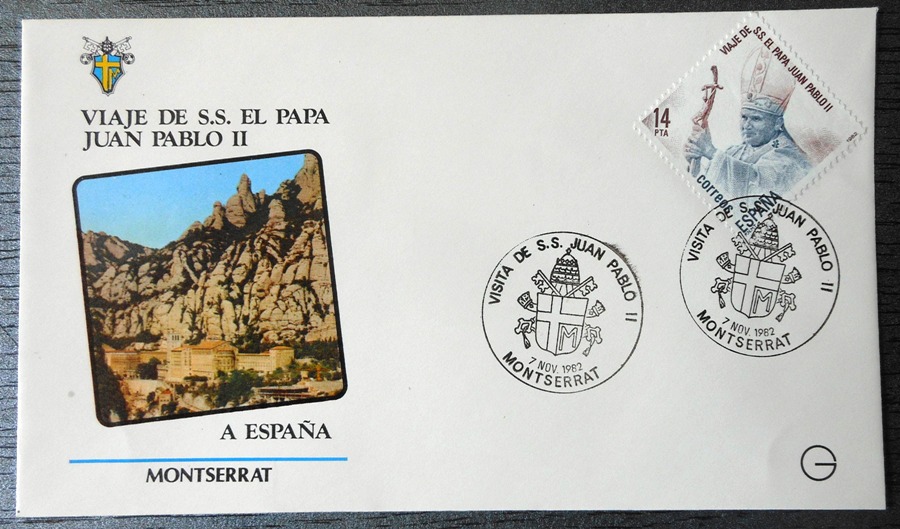 VIAJE DE S.S. EL PAPA
JUAN PABLO II
A ESPAÑA
MONTSERRAT
VIAJE DE S.S. EL PAPA JUAN PABLO II
14
PTA
1982
correos
ESPAÑA
VISITA DE S.S. JUAN PABLO II
M
7 NOV. 1982
MONTSERRAT
VISITA DE S.S. JUAN PABLO II
M
7 NOV. 1982
MONTSERRAT
G